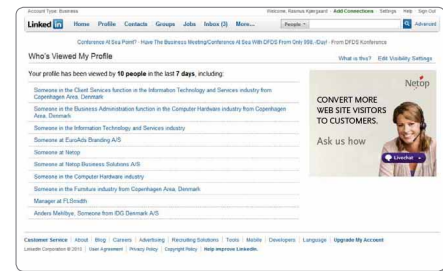 Account Type: Business
Welcome, Rasmus Kjærgaard · Add Connections · Settings · Help · Sign Out
Linked in Home Profile Contacts Groups Jobs Inbox (3) More... People Advanced
Conference At Sea Point? - Have The Business Meeting/Conference At Sea With DFDS From Only 998, /Day! - From DFDS Konference
Who's Viewed My Profile
What is this? Edit Visibility Settings
Your profile has been viewed by 10 people in the last 7 days, including:
Someone in the Client Services function in the Information Technology and Services industry from
Copenhagen Area, Denmark
Someone in the Business Administration function in the Computer Hardware industry from Copenhagen
Area, Denmark
Someone in the Information Technology and Services industry
Someone at EuroAds Branding A/S
Someone at Netop
Someone at Netop Business Solutions A/S
Someone in the Computer Hardware industry
Someone in the Furniture industry from Copenhagen Area, Denmark
Manager at FLSmidth
Anders Mehlbye, Someone from IDG Denmark A/S
Netop
CONVERT MORE
WEB SITE VISITORS
TO CUSTOMERS.
Ask us how
Livechat
Customer Service | About | Blog | Careers | Advertising | Recruiting Solutions | Tools | Mobile | Developers | Language | Upgrade My Account
LinkedIn Corporation © 2010 | User Agreement | Privacy Policy | Copyright Policy | Help improve LinkedIn.